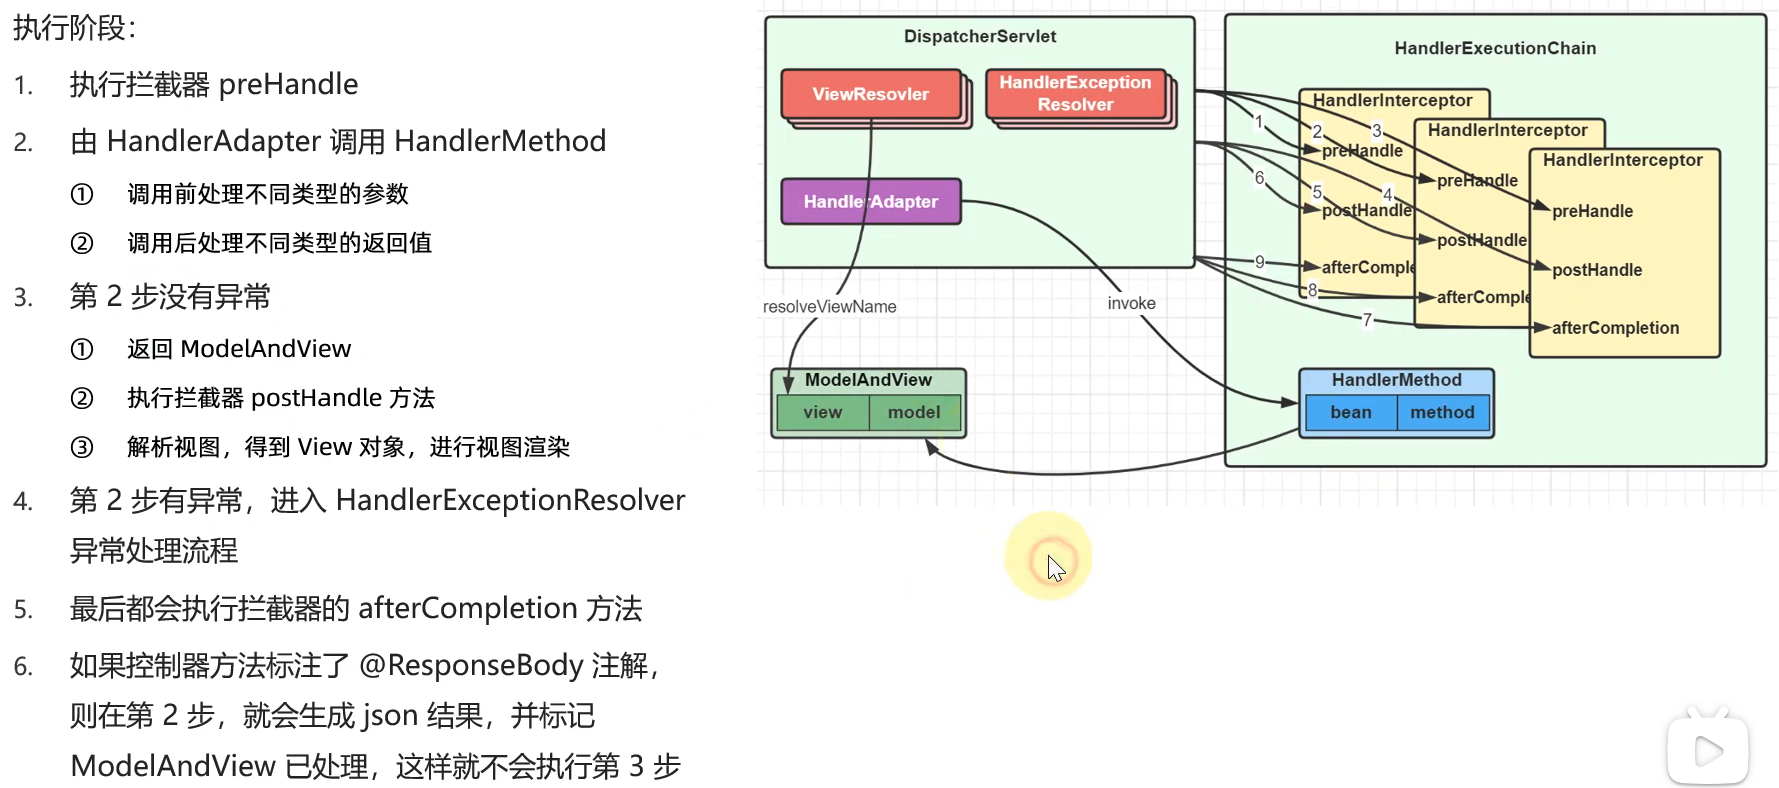 执行阶段：
1. 执行拦截器 preHandle
2. 由 HandlerAdapter 调用 HandlerMethod
① 调用前处理不同类型的参数
② 调用后处理不同类型的返回值
3. 第 2 步没有异常
① 返回 ModelAndView
② 执行拦截器 postHandle 方法
③ 解析视图，得到 View 对象，进行视图渲染
4. 第 2 步有异常，进入 HandlerExceptionResolver
异常处理流程
5. 最后都会执行拦截器的 afterCompletion 方法
6. 如果控制器方法标注了 @ResponseBody 注解，
则在第 2 步，就会生成 json 结果，并标记
ModelAndView 已处理，这样就不会执行第 3 步
DispatcherServlet
ViewResovler
HandlerException
Resolver
HandlerAdapter
resolveViewName
invoke
ModelAndView
view
model
HandlerExecutionChain
HandlerInterceptor
HandlerInterceptor
HandlerInterceptor
1
2
3
preHandle
preHandle
preHandle
6
5
4
postHandle
postHandle
postHandle
9
8
7
afterComple
afterComple
afterCompletion
HandlerMethod
bean
method